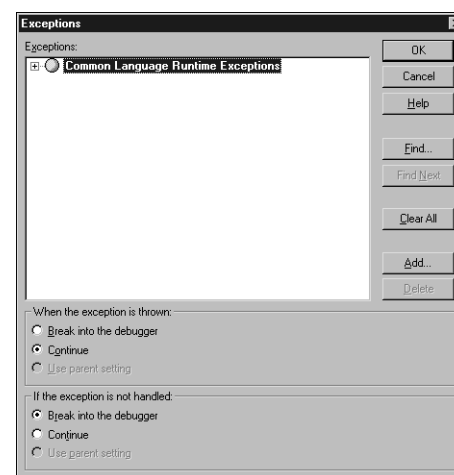 Exceptions
Exceptions:
Common Language Runtime Exceptions
OK
Cancel
Help
Find...
Find Next
Clear All
Add...
Delete
When the exception is thrown:
Break into the debugger
Continue
Use parent setting
If the exception is not handled:
Break into the debugger
Continue
Use parent setting